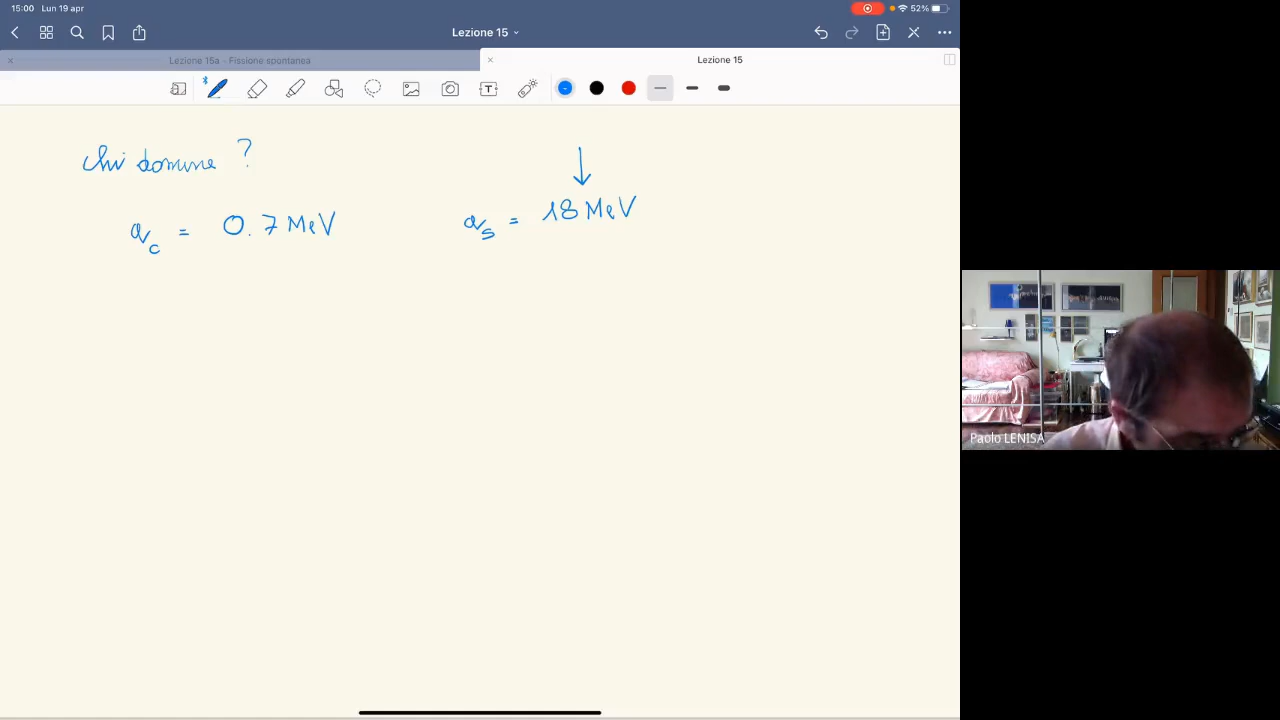 15:00 Lun 19 apr
52%
Lezione 15
Lezione 15a - Fissione spontanea
Lezione 15
Chi domina ?
a_c = 0.7 MeV
a_s = 18 MeV
Paolo LENISA